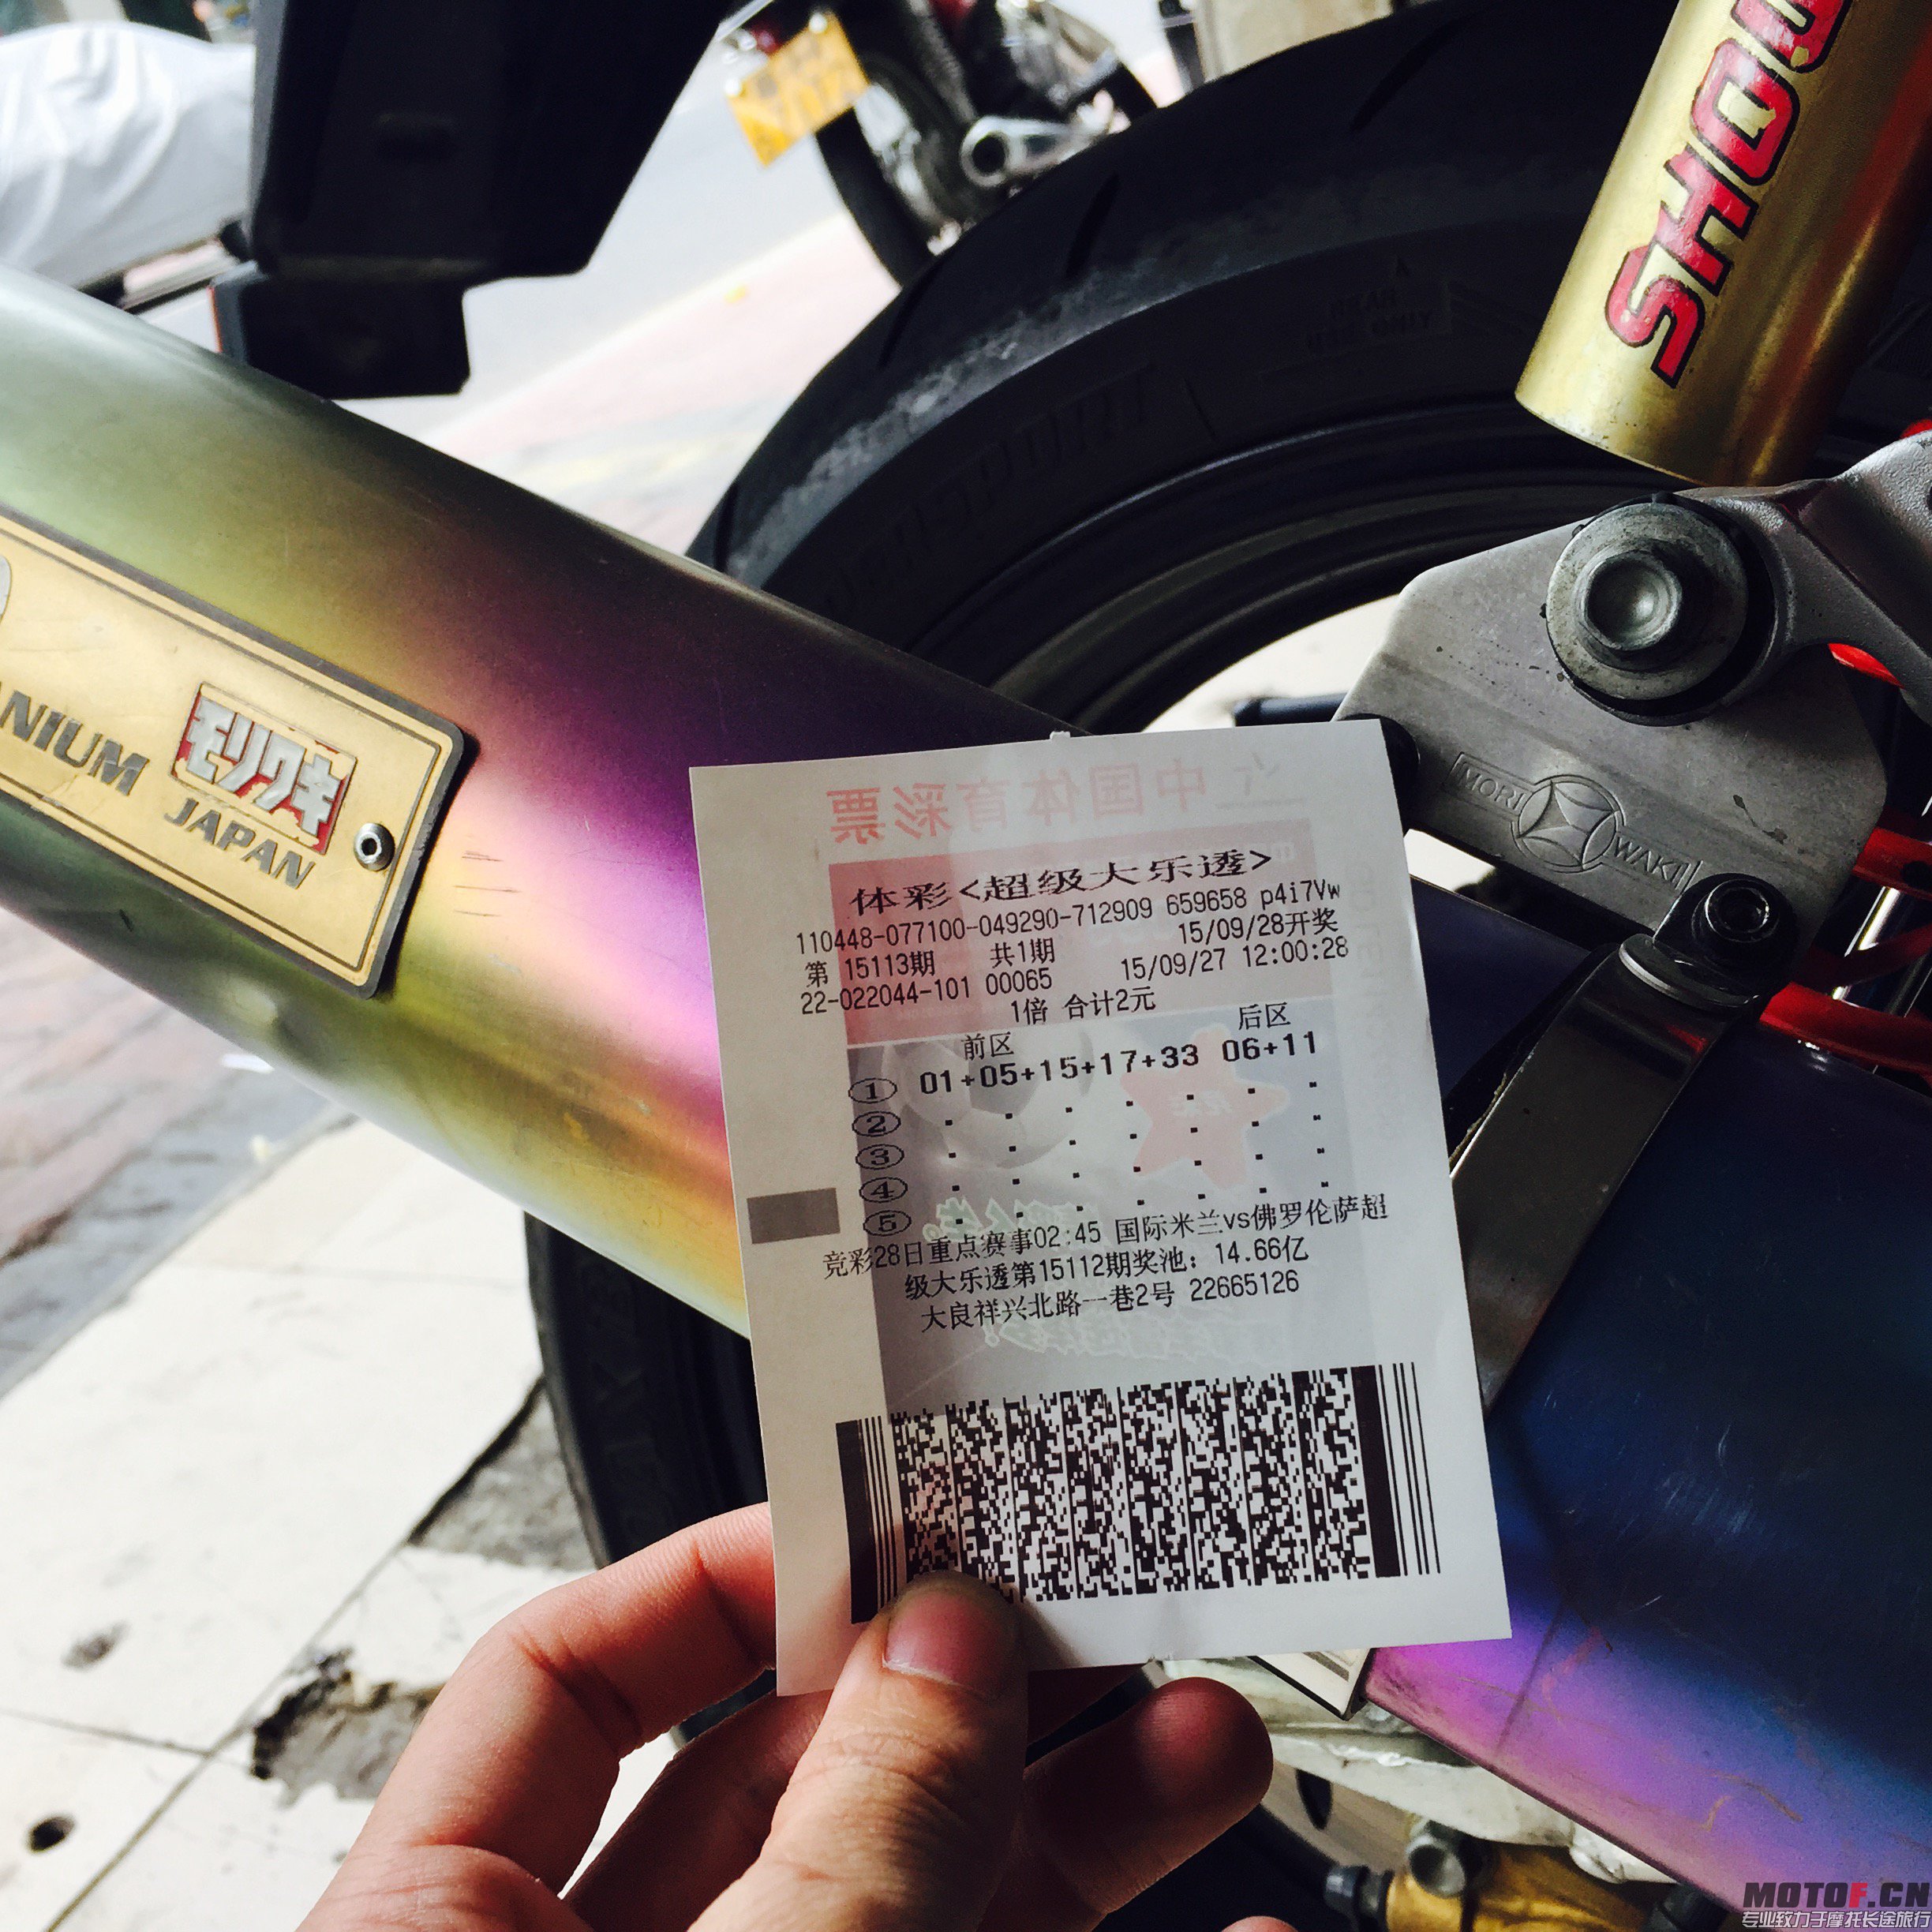 SHOW
ANIUM
モリワキ
JAPAN
MORI WAKI
REAR
USE ONLY
中国体育彩票
体彩<超级大乐透>
110448-077100-049290-712909 659658 p4i7Vw
第 15113期 共1期 15/09/28开奖
22-022044-101 00065 15/09/27 12:00:28
1倍 合计2元
前区 后区
① 01+05+15+17+33 06+11
②
③
④
⑤
竞彩28日重点赛事02:45 国际米兰vs佛罗伦萨超
级大乐透第15112期奖池: 14.66亿
大良祥兴北路一巷2号 22665126
MOTOF.CN
专业致力于摩托长途旅行